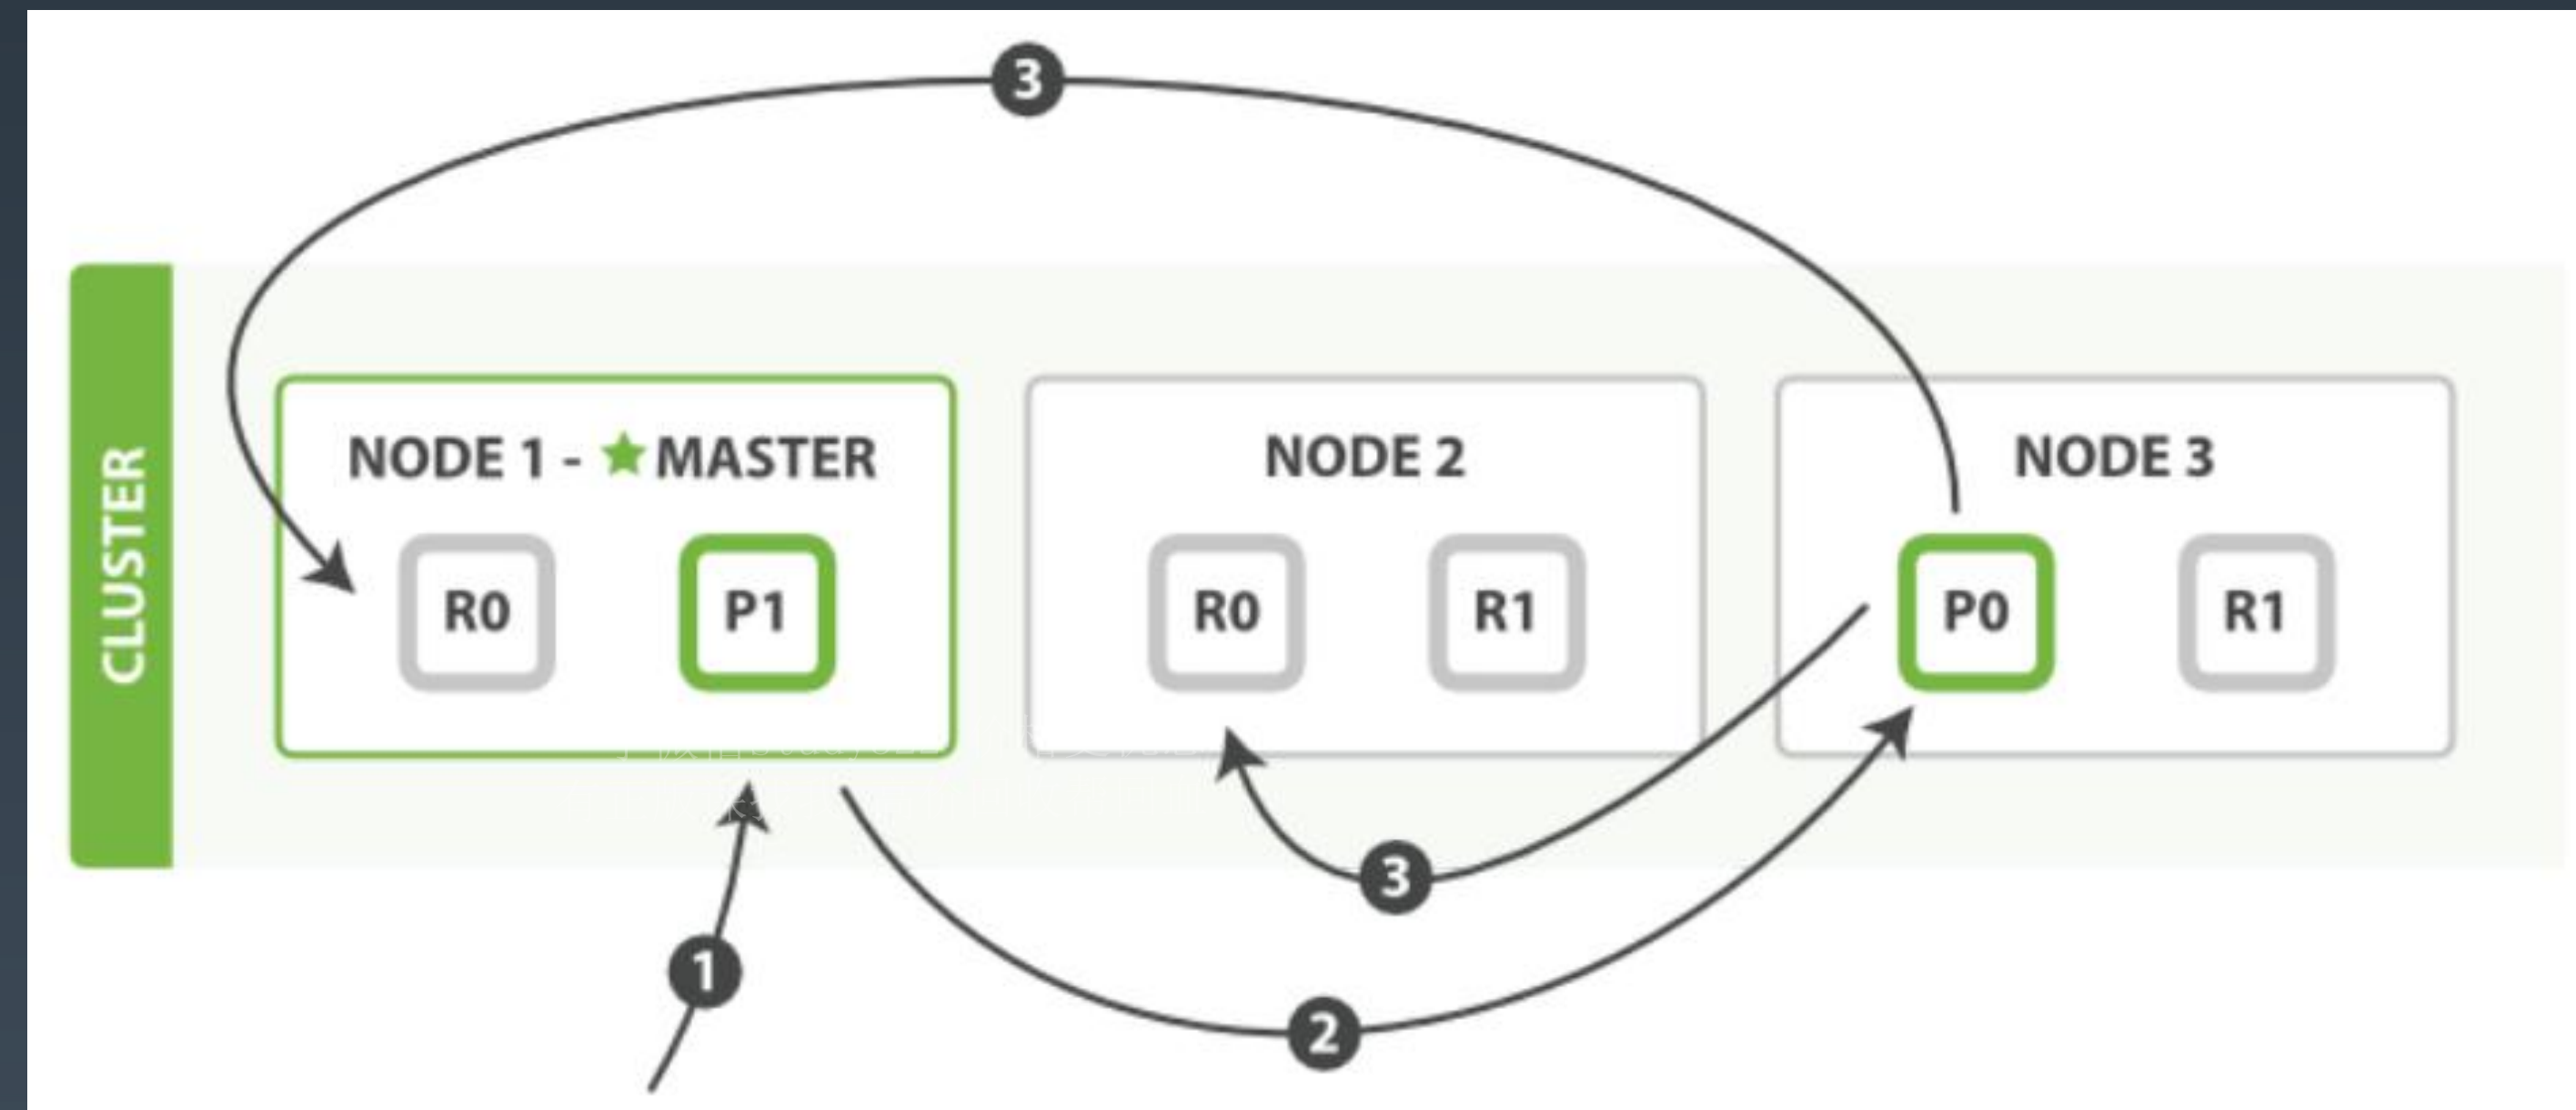 3
CLUSTER
NODE 1 - ★MASTER
NODE 2
NODE 3
R0
P1
R0
R1
P0
R1
3
1
2